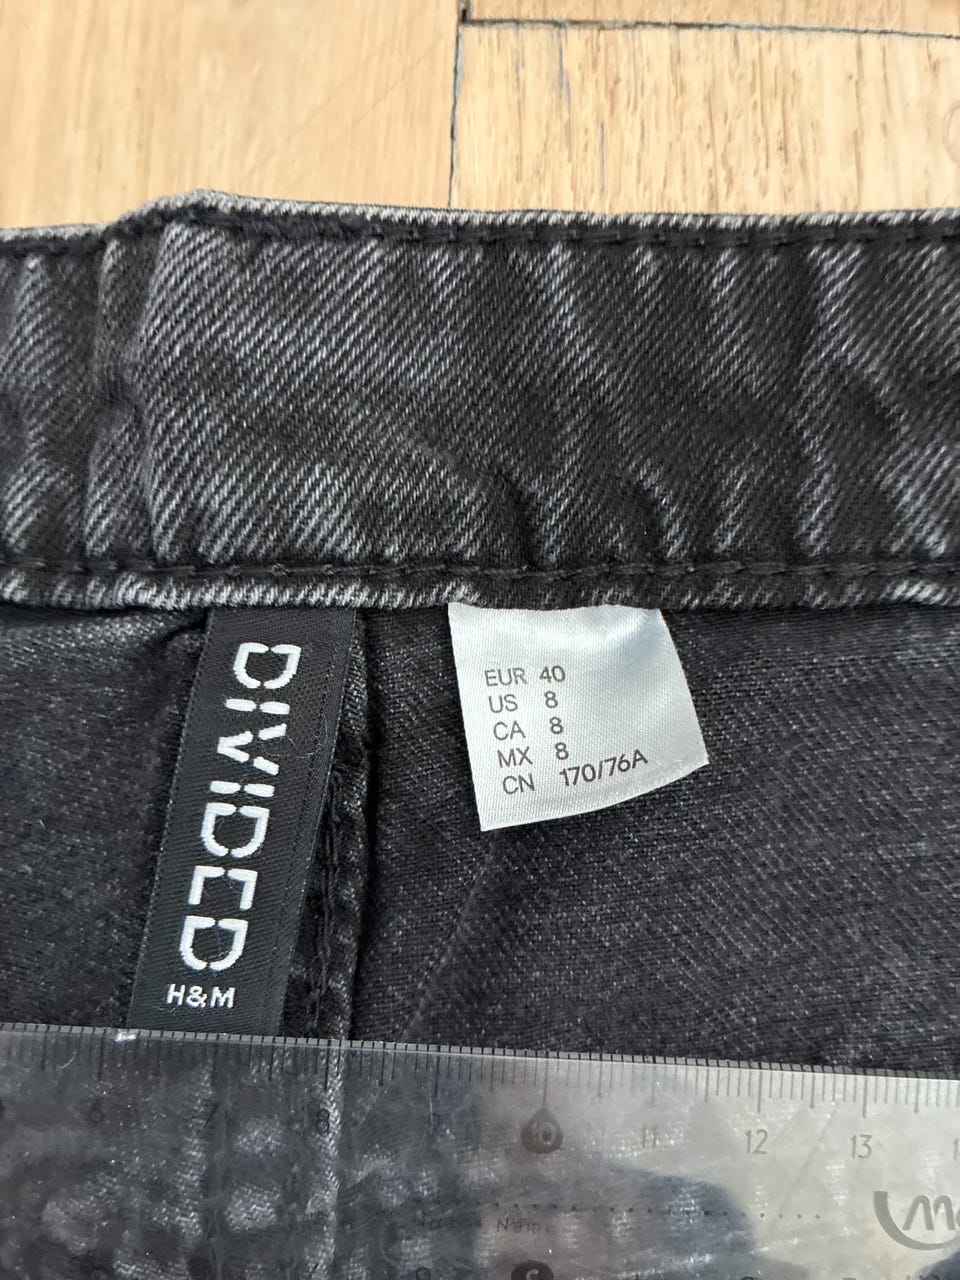 DIVIDED
H&M
EUR 40
US 8
CA 8
MX 8
CN 170/76A
6 7 8 10 11 12 13